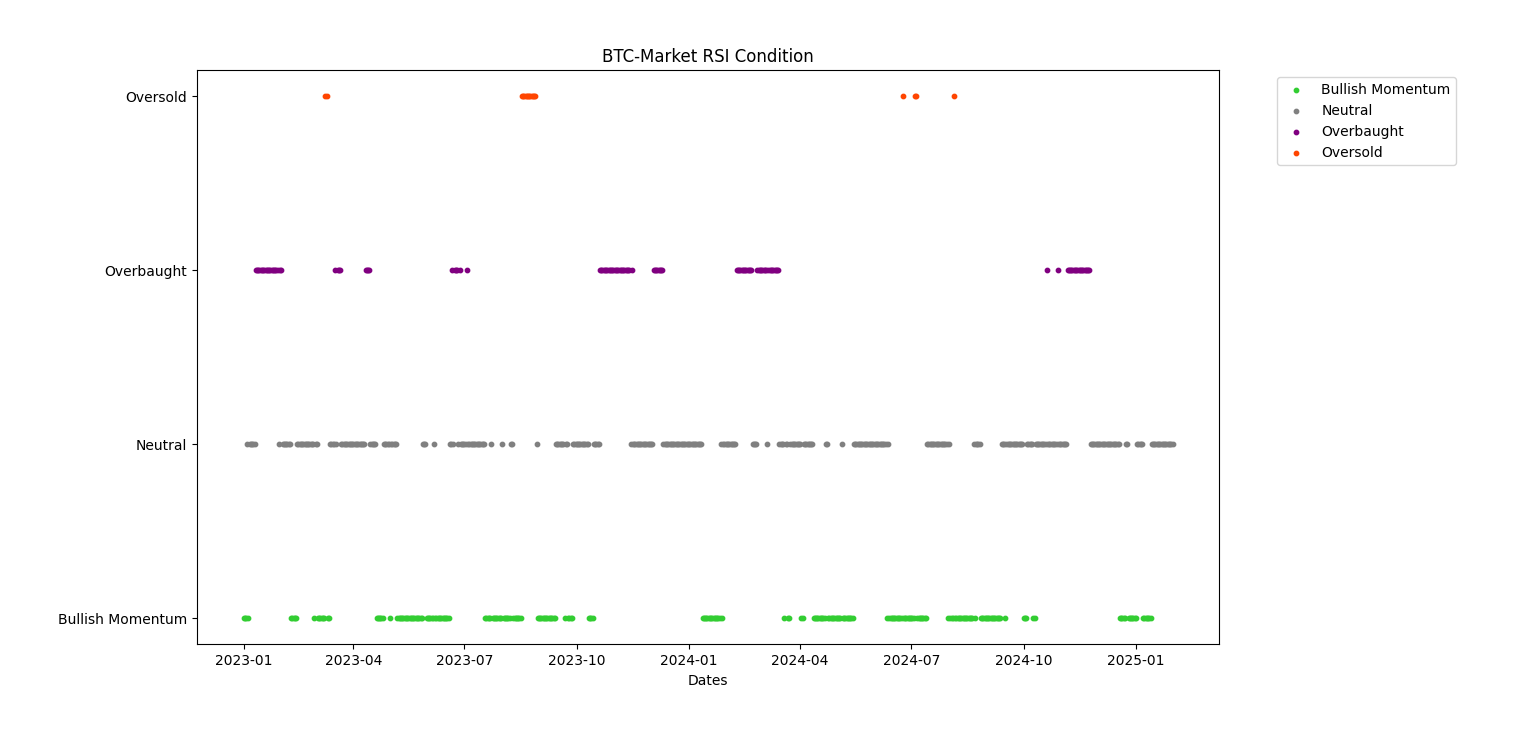 BTC-Market RSI Condition
Oversold
Overbaught
Neutral
Bullish Momentum
2023-01 2023-04 2023-07 2023-10 2024-01 2024-04 2024-07 2024-10 2025-01
Dates
Bullish Momentum
Neutral
Overbaught
Oversold